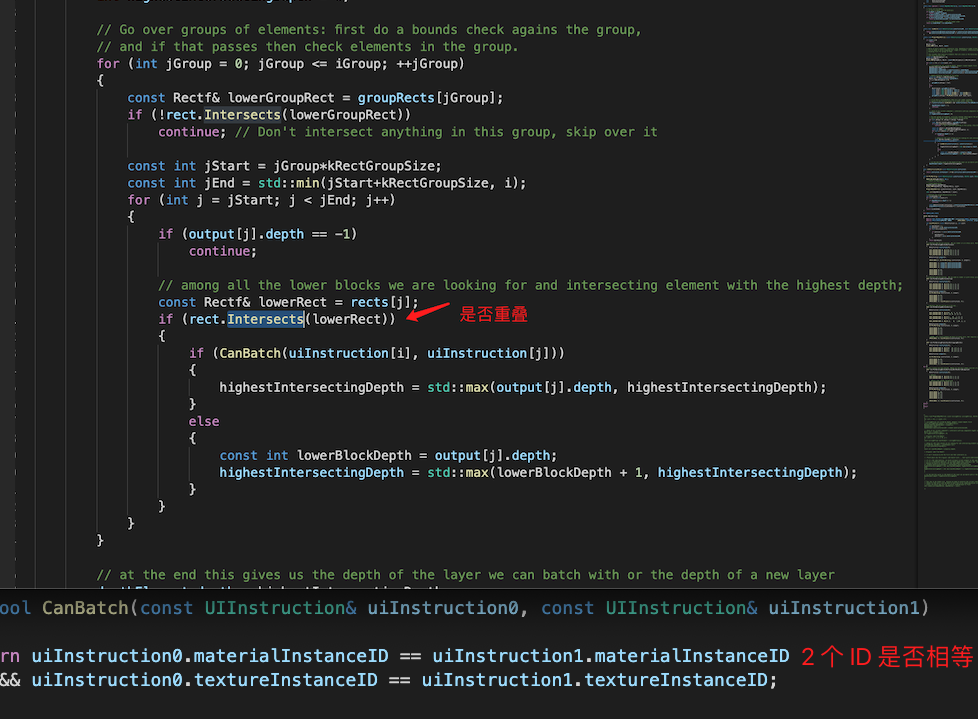 // Go over groups of elements: first do a bounds check agains the group,
// and if that passes then check elements in the group.
for (int jGroup = 0; jGroup <= iGroup; ++jGroup)
{
const Rectf& lowerGroupRect = groupRects[jGroup];
if (!rect.Intersects(lowerGroupRect))
continue; // Don't intersect anything in this group, skip over it
const int jStart = jGroup*kRectGroupSize;
const int jEnd = std::min(jStart+kRectGroupSize, i);
for (int j = jStart; j < jEnd; j++)
{
if (output[j].depth == -1)
continue;
// among all the lower blocks we are looking for and intersecting element with the highest depth;
const Rectf& lowerRect = rects[j];
if (rect.Intersects(lowerRect)) 是否重叠
{
if (CanBatch(uiInstruction[i], uiInstruction[j]))
{
highestIntersectingDepth = std::max(output[j].depth, highestIntersectingDepth);
}
else
{
const int lowerBlockDepth = output[j].depth;
highestIntersectingDepth = std::max(lowerBlockDepth + 1, highestIntersectingDepth);
}
}
}
}
// at the end this gives us the depth of the layer we can batch with or the depth of a new layer
ool CanBatch(const UIInstruction& uiInstruction0, const UIInstruction& uiInstruction1)
rn uiInstruction0.materialInstanceID == uiInstruction1.materialInstanceID 2个ID是否相等
&& uiInstruction0.textureInstanceID == uiInstruction1.textureInstanceID;